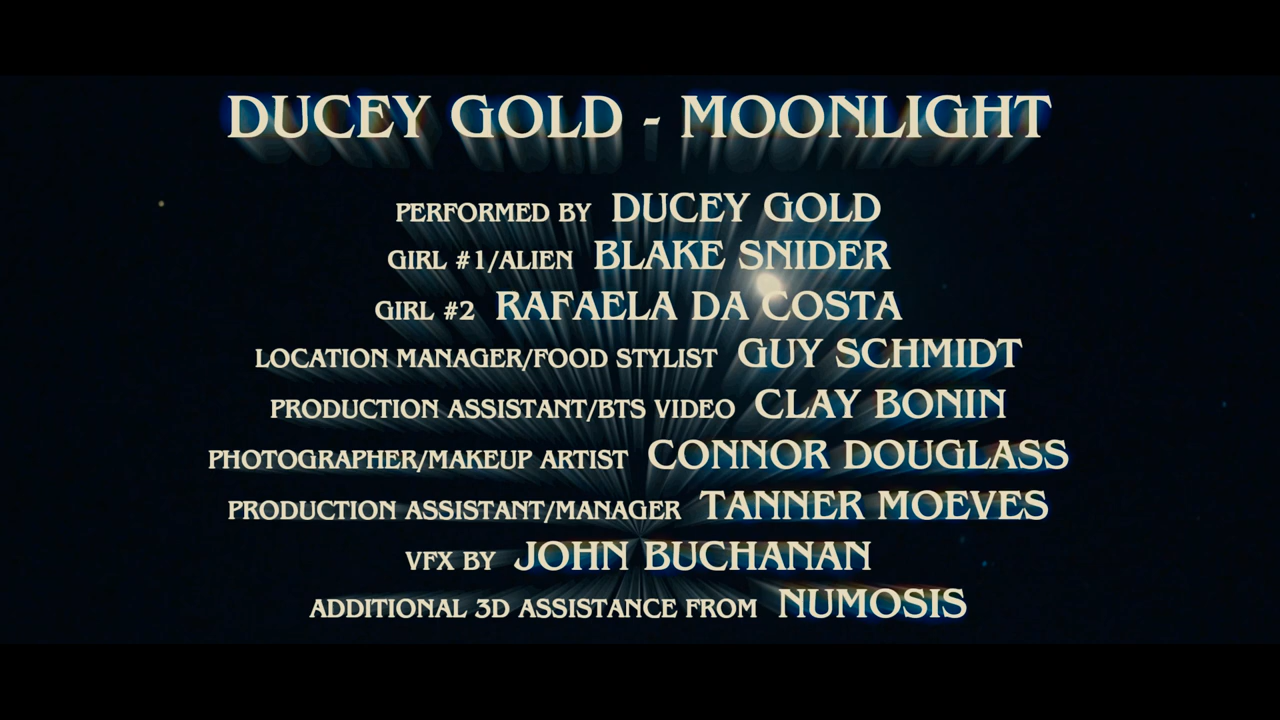 DUCEY GOLD - MOONLIGHT
PERFORMED BY DUCEY GOLD
GIRL #1/ALIEN BLAKE SNIDER
GIRL #2 RAFAELA DA COSTA
LOCATION MANAGER/FOOD STYLIST GUY SCHMIDT
PRODUCTION ASSISTANT/BTS VIDEO CLAY BONIN
PHOTOGRAPHER/MAKEUP ARTIST CONNOR DOUGLASS
PRODUCTION ASSISTANT/MANAGER TANNER MOEVES
VFX BY JOHN BUCHANAN
ADDITIONAL 3D ASSISTANCE FROM NUMOSIS